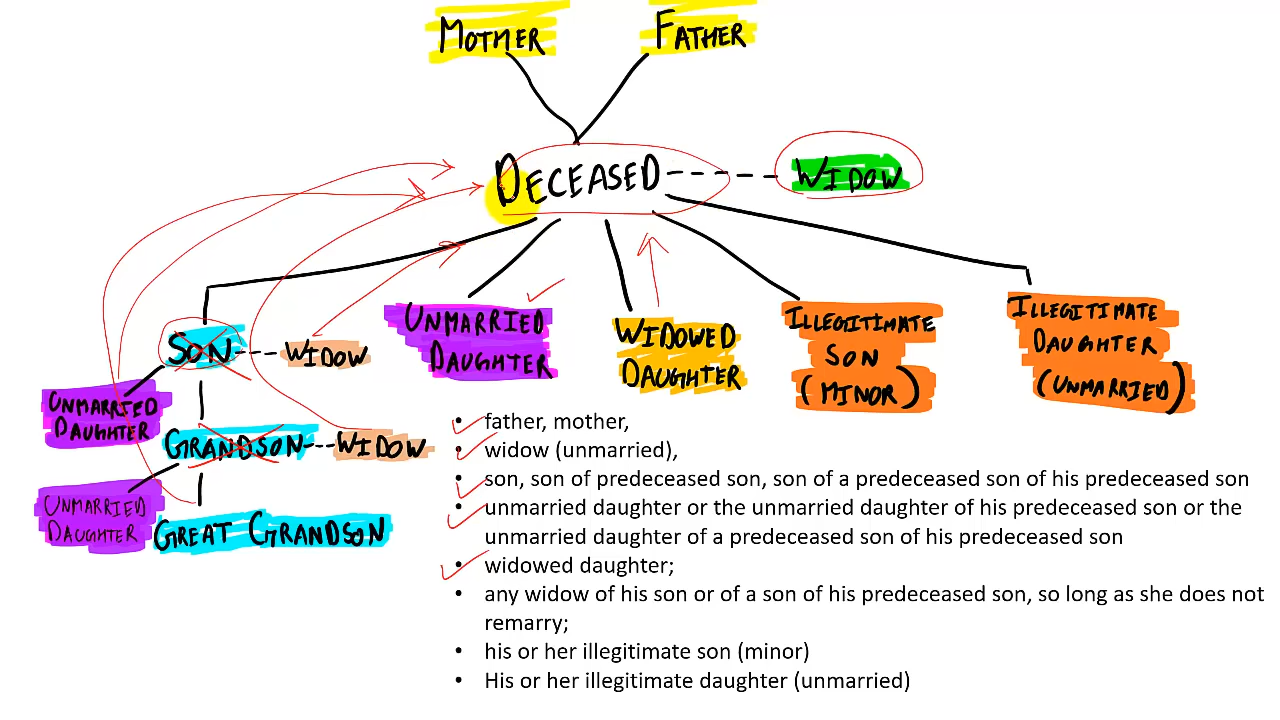 MOTHER FATHER
DECEASED WIDOW
SON WIDOW
UNMARRIED
DAUGHTER
WIDOWED
DAUGHTER
ILLEGITIMATE
SON
(MINOR)
ILLEGITIMATE
DAUGHTER
(UNMARRIED)
UNMARRIED
DAUGHTER
GRANDSON WIDOW
UNMARRIED
DAUGHTER
GREAT GRANDSON
• father, mother,
• widow (unmarried),
• son, son of predeceased son, son of a predeceased son of his predeceased son
• unmarried daughter or the unmarried daughter of his predeceased son or the
unmarried daughter of a predeceased son of his predeceased son
• widowed daughter;
• any widow of his son or of a son of his predeceased son, so long as she does not
remarry;
• his or her illegitimate son (minor)
• His or her illegitimate daughter (unmarried)